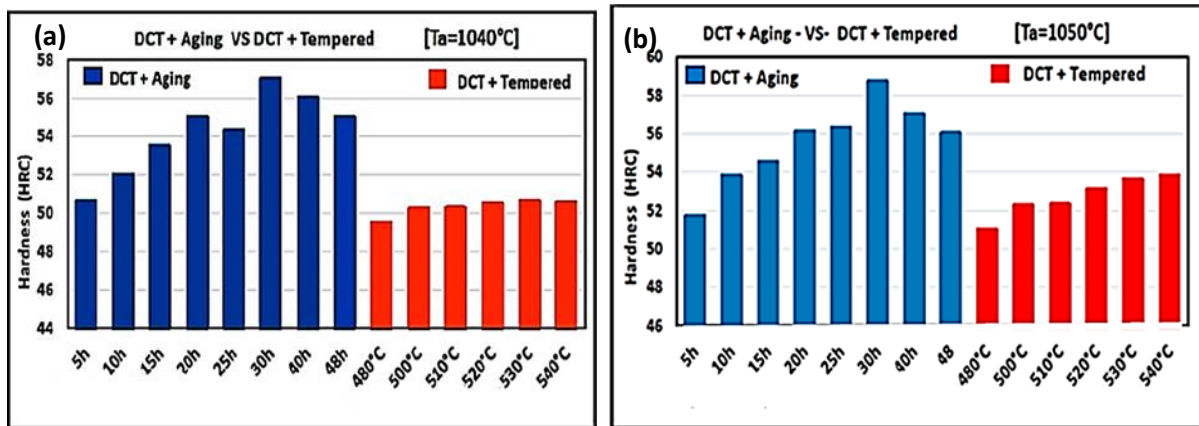 (a)
DCT + Aging VS DCT + Tempered [Ta=1040°C]
58
56
54
52
50
48
46
44
Hardness (HRC)
DCT + Aging
DCT + Tempered
5h
10h
15h
20h
25h
30h
40h
48h
480°C
500°C
510°C
520°C
530°C
540°C
(b)
DCT + Aging - VS- DCT + Tempered [Ta=1050°C]
60
58
56
54
52
50
48
46
Hardness (HRC)
DCT + Aging
DCT + Tempered
5h
10h
15h
20h
25h
30h
40h
48
480°C
500°C
510°C
520°C
530°C
540°C